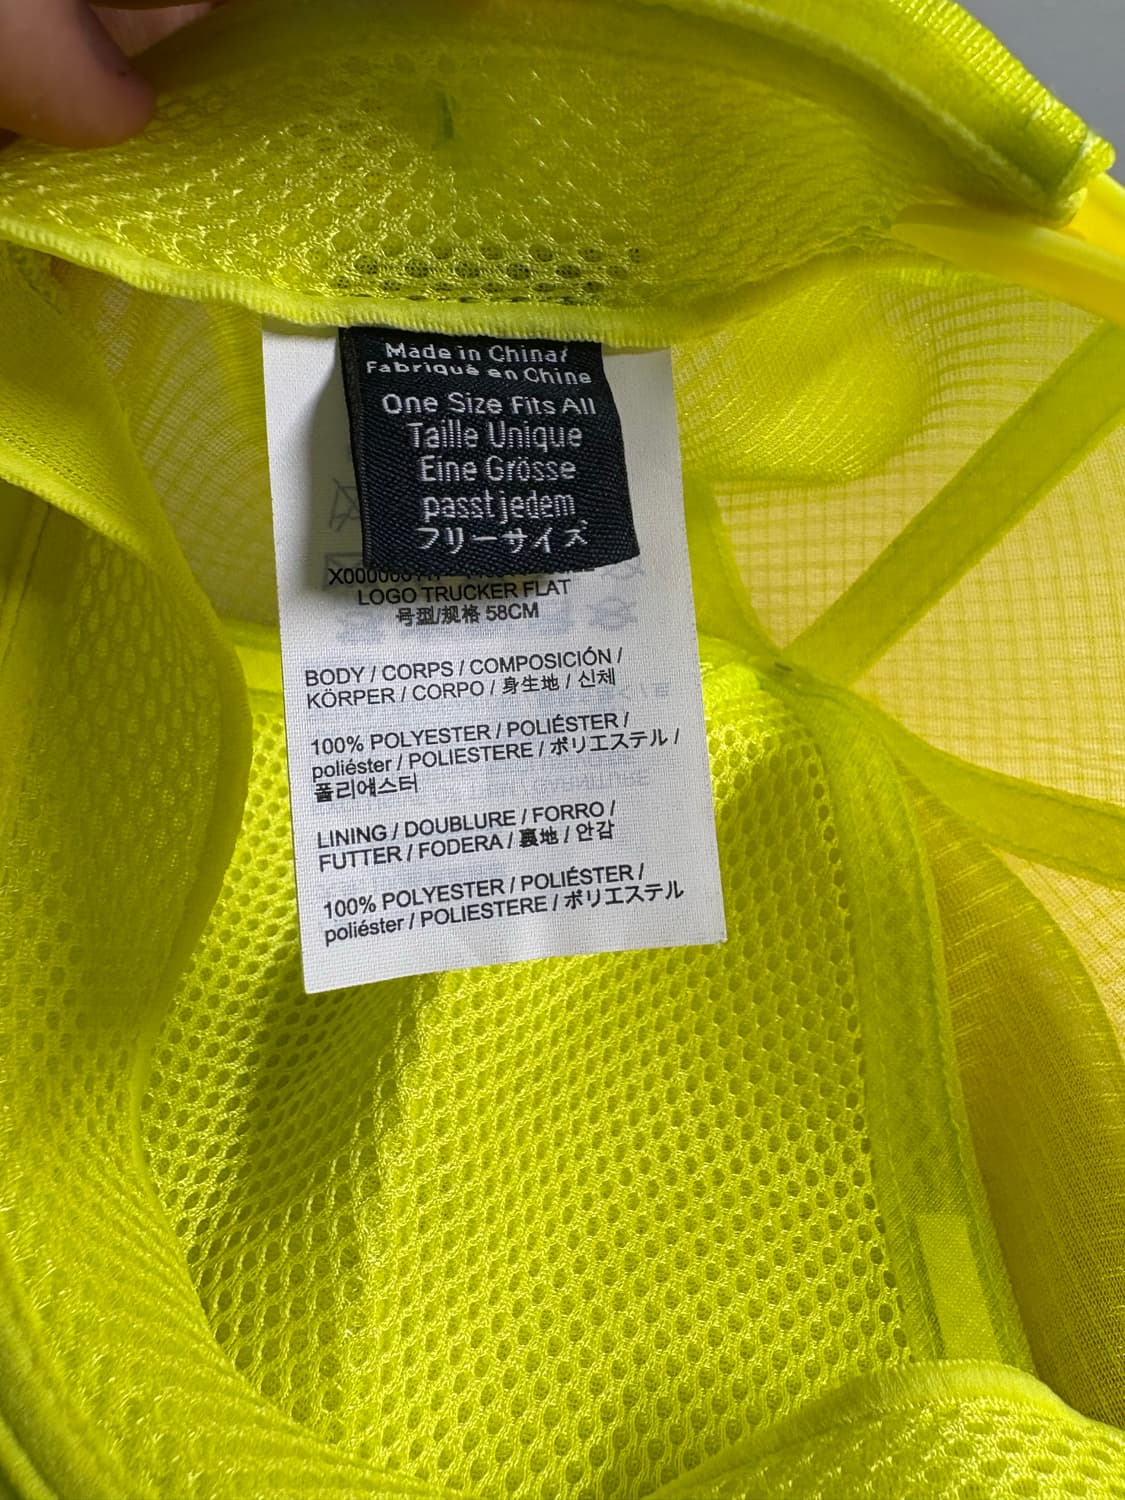 Made in China/
Fabriqué en Chine
One Size Fits All
Taille Unique
Eine Grösse
passt jedem
フリーサイズ
LOGO TRUCKER FLAT
号型/规格 58CM
BODY / CORPS / COMPOSICIÓN /
KÖRPER / CORPO / 身生地 / 신체
100% POLYESTER / POLIÉSTER /
poliéster / POLIESTERE / ポリエステル /
폴리에스터
LINING / DOUBLURE / FORRO /
FUTTER / FODERA / 裏地 / 안감
100% POLYESTER / POLIÉSTER /
poliéster / POLIESTERE / ポリエステル